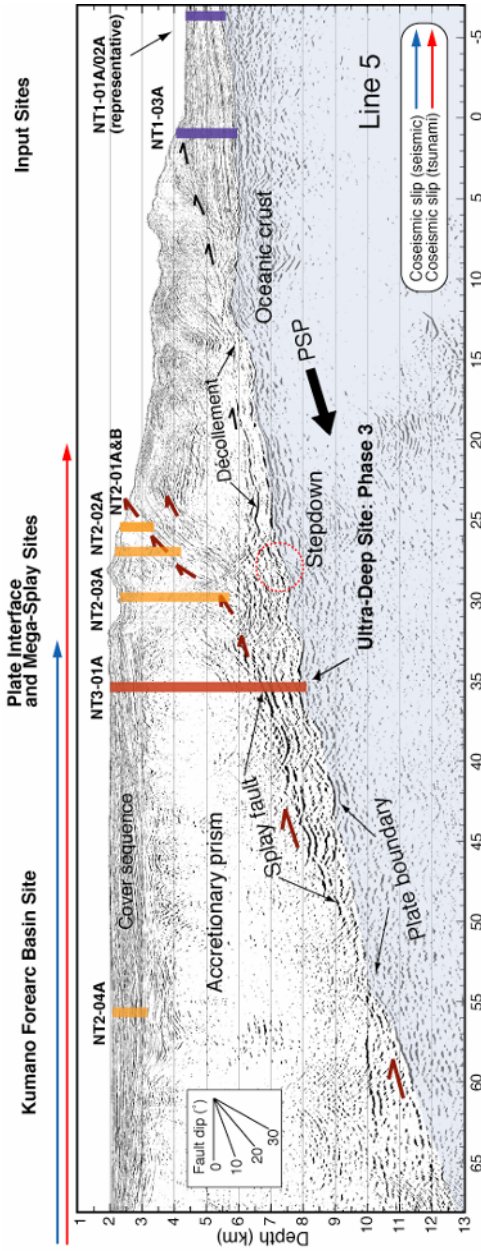 Kumano Forearc Basin Site
Plate Interface
and Mega-Splay Sites
Input Sites
NT2-04A
NT3-01A
NT2-03A
NT2-02A
NT2-01A&B
NT1-03A
NT1-01A/02A
(representative)
Depth (km)
1
2
3
4
5
6
7
8
9
10
11
12
13
Cover sequence
Accretionary prism
Fault dip (°)
0
10
20
30
Splay fault
Plate boundary
Décollement
Stepdown
Ultra-Deep Site: Phase 3
PSP
Oceanic crust
Line 5
Coseismic slip (seismic)
Coseismic slip (tsunami)
65
60
55
50
45
40
35
30
25
20
15
10
5
0
-5